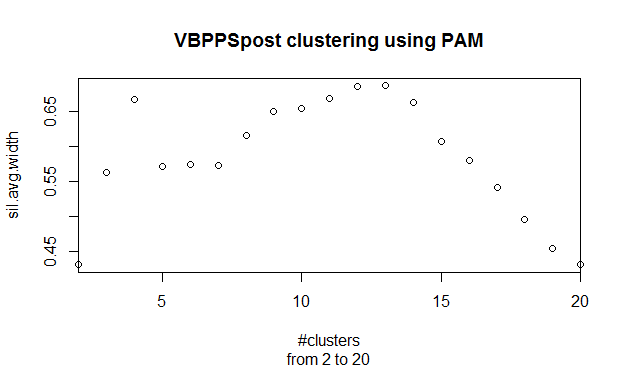 VBPPSpost clustering using PAM
sil.avg.width
0.65
0.55
0.45
5 10 15 20
#clusters
from 2 to 20